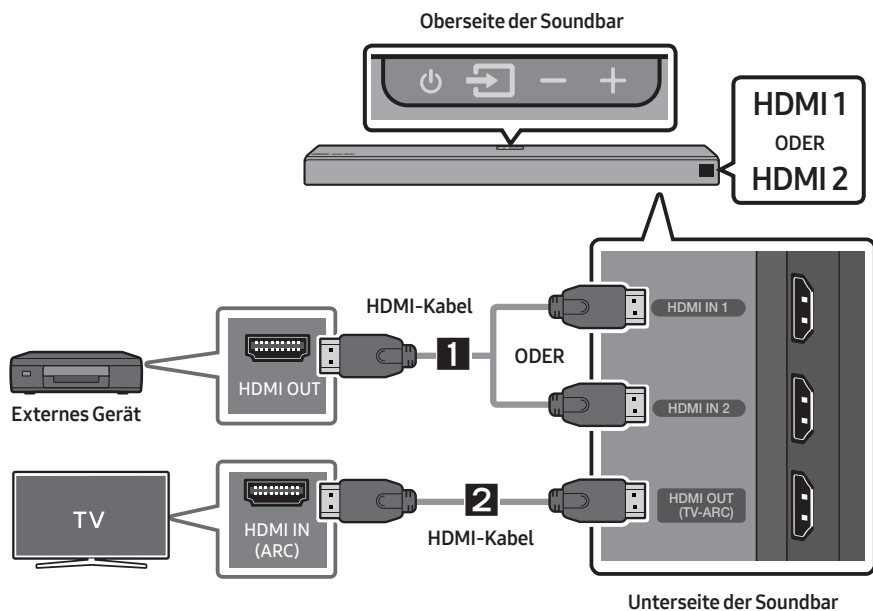 Oberseite der Soundbar
HDMI 1
ODER
HDMI 2
HDMI-Kabel
HDMI IN 1
1
ODER
HDMI OUT
Externes Gerät
HDMI IN 2
TV
HDMI IN
(ARC)
2
HDMI-Kabel
HDMI OUT
(TV-ARC)
Unterseite der Soundbar